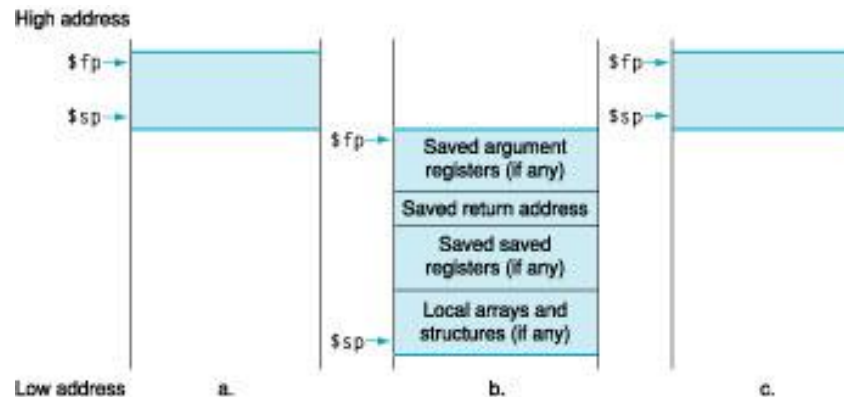 High address
$fp
$sp
$fp
Saved argument
registers (if any)
Saved return address
Saved saved
registers (if any)
Local arrays and
structures (if any)
$sp
$fp
$sp
Low address
a.
b.
c.